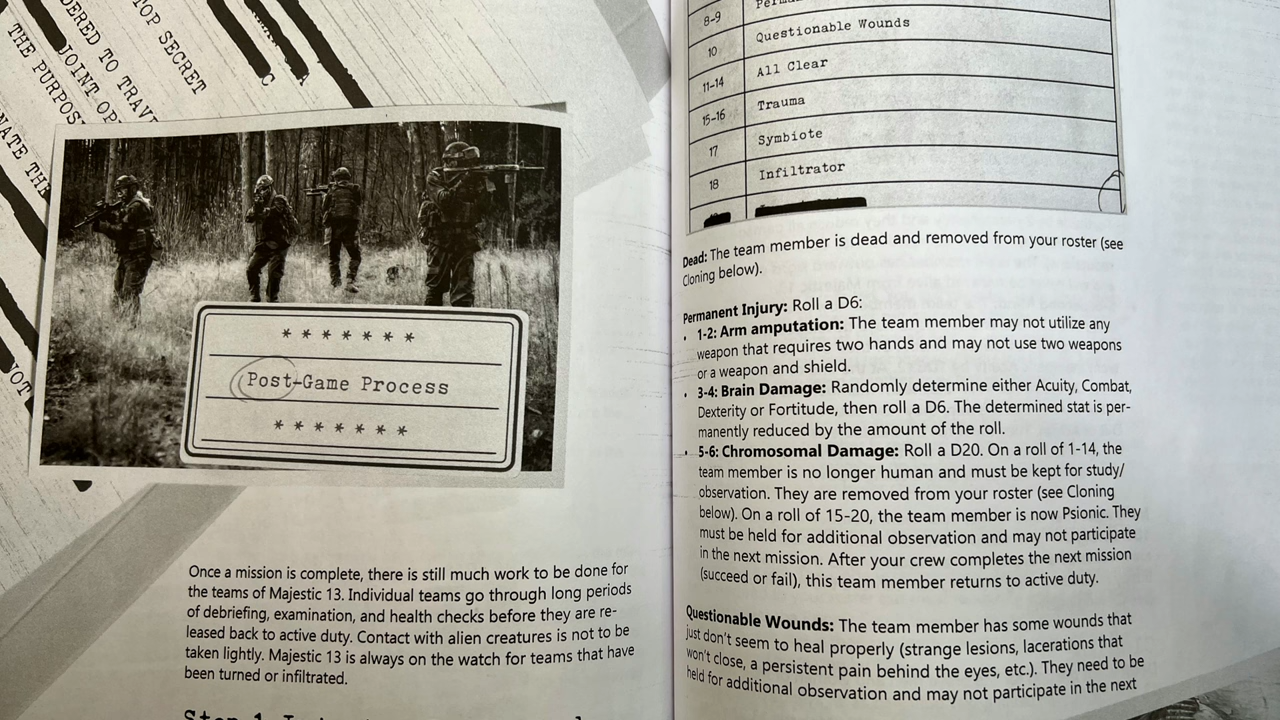 TOP SECRET
ERED TO TRAV
JOINT OP
THE PURPOS
NATE THE
C
* * * * * * *
Post-Game Process
* * * * * * *
Once a mission is complete, there is still much work to be done for
the teams of Majestic 13. Individual teams go through long periods
of debriefing, examination, and health checks before they are re-
leased back to active duty. Contact with alien creatures is not to be
taken lightly. Majestic 13 is always on the watch for teams that have
been turned or infiltrated.
8-9
10 Questionable Wounds
11-14 All Clear
15-16 Trauma
17 Symbiote
18 Infiltrator
Dead: The team member is dead and removed from your roster (see
Cloning below).
Permanent Injury: Roll a D6:
• 1-2: Arm amputation: The team member may not utilize any
weapon that requires two hands and may not use two weapons
or a weapon and shield.
• 3-4: Brain Damage: Randomly determine either Acuity, Combat,
Dexterity or Fortitude, then roll a D6. The determined stat is per-
manently reduced by the amount of the roll.
• 5-6: Chromosomal Damage: Roll a D20. On a roll of 1-14, the
team member is no longer human and must be kept for study/
observation. They are removed from your roster (see Cloning
below). On a roll of 15-20, the team member is now Psionic. They
must be held for additional observation and may not participate
in the next mission. After your crew completes the next mission
(succeed or fail), this team member returns to active duty.
Questionable Wounds: The team member has some wounds that
just don't seem to heal properly (strange lesions, lacerations that
won't close, a persistent pain behind the eyes, etc.). They need to be
held for additional observation and may not participate in the next